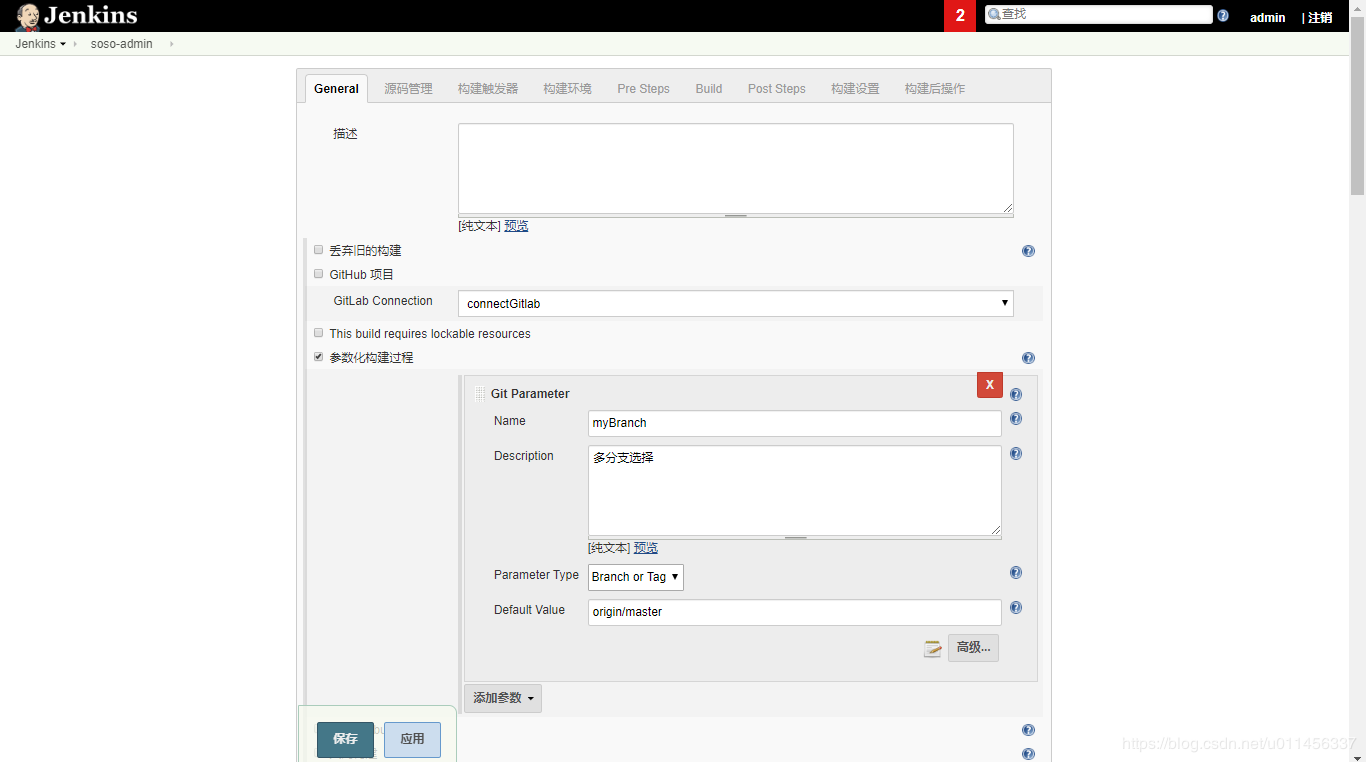 Jenkins
2
查找
admin
| 注销
Jenkins
soso-admin
General
源码管理
构建触发器
构建环境
Pre Steps
Build
Post Steps
构建设置
构建后操作
描述
[纯文本] 预览
丢弃旧的构建
GitHub 项目
GitLab Connection
connectGitlab
This build requires lockable resources
参数化构建过程
Git Parameter
X
Name
myBranch
Description
多分支选择
[纯文本] 预览
Parameter Type
Branch or Tag
Default Value
origin/master
高级...
添加参数
保存
应用
https://blog.csdn.net/u011456337